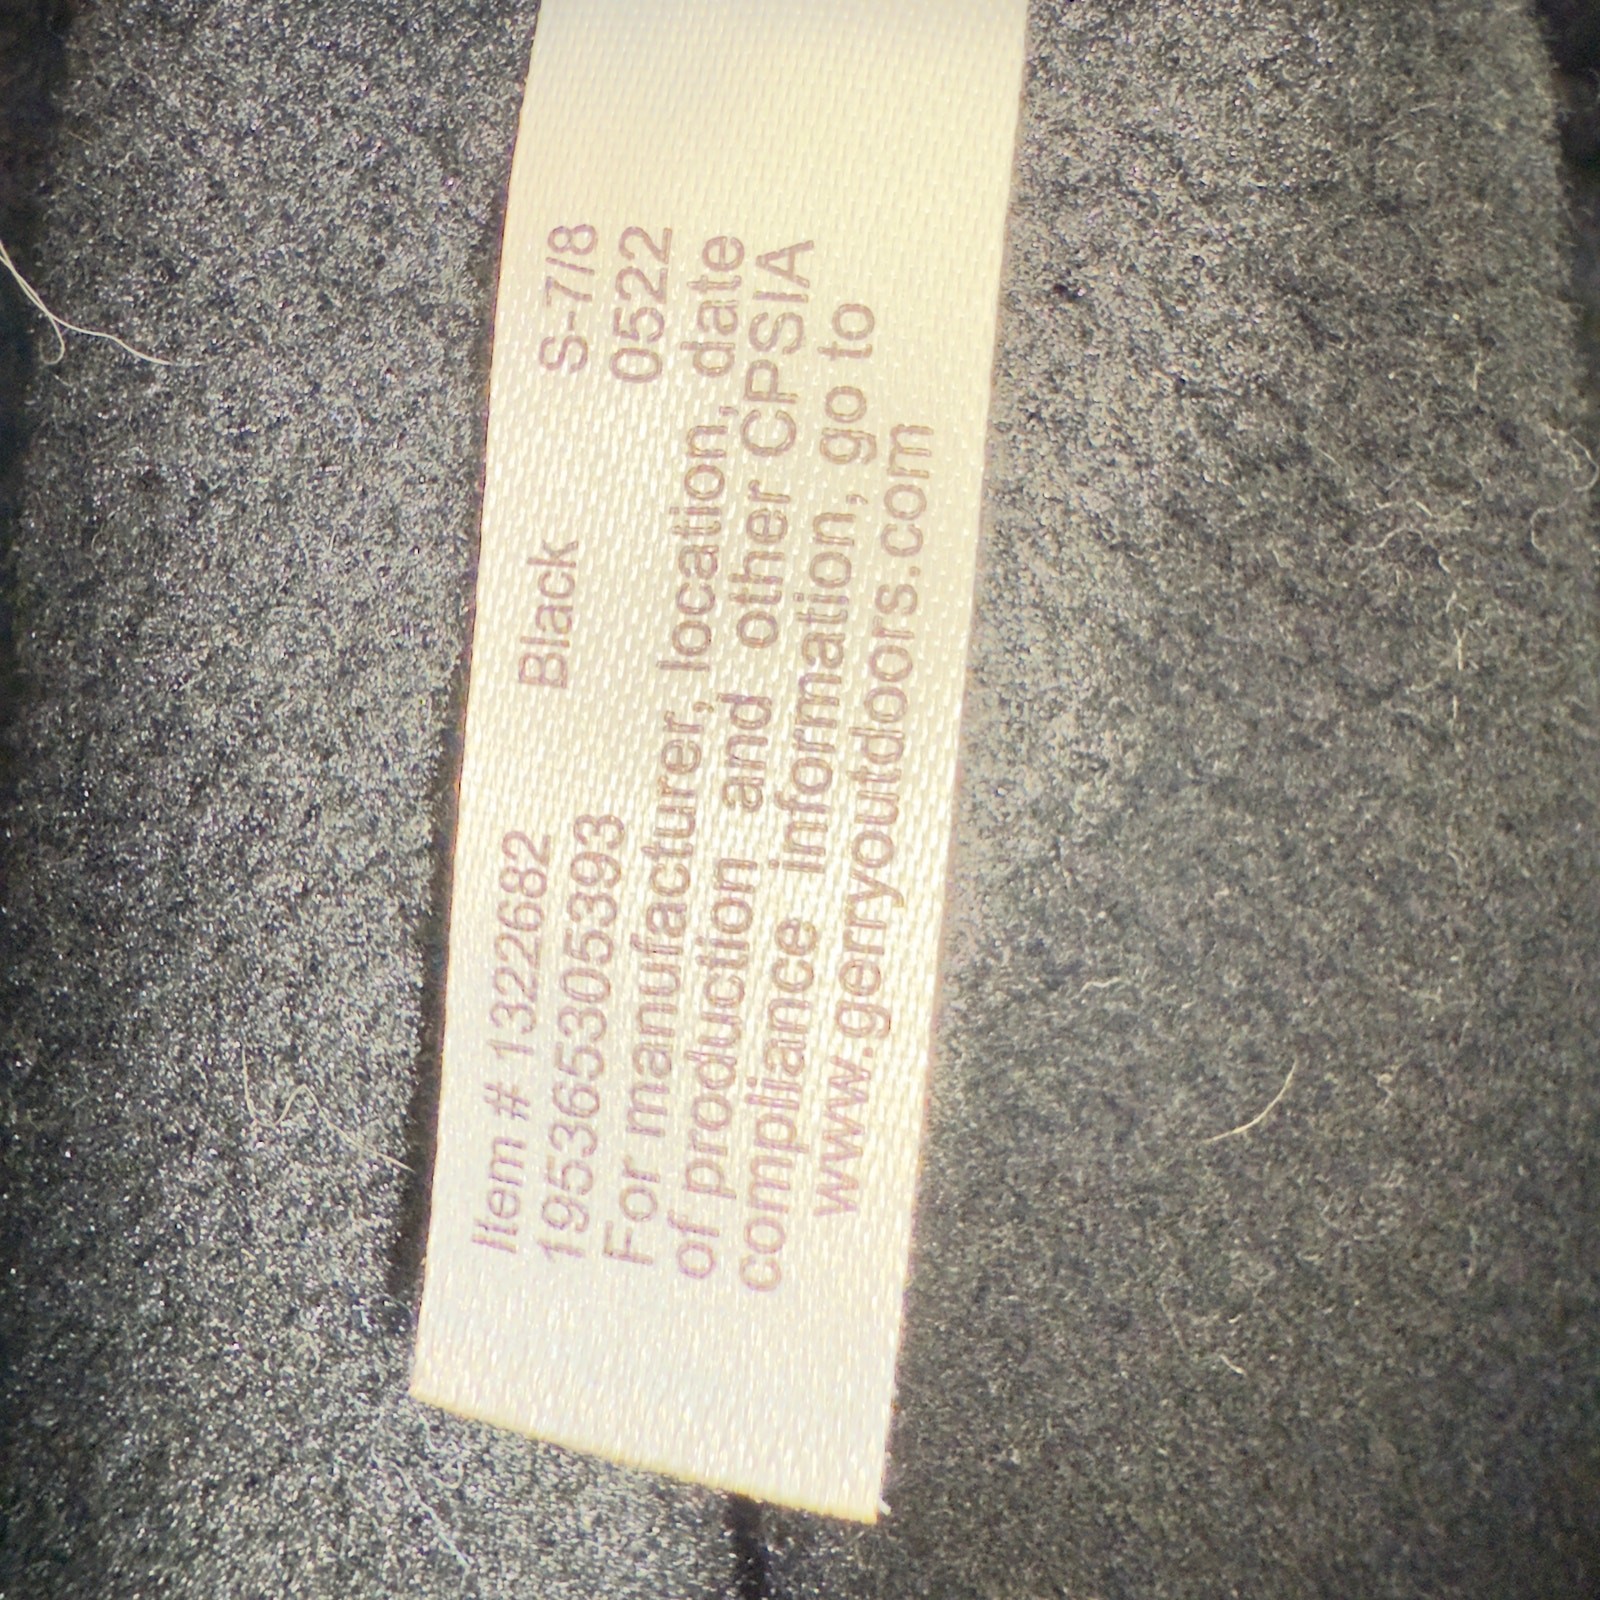 Item # 1322682 Black S-7/8
195365305393 0522
For manufacturer, location, date
of production and other CPSIA
compliance information, go to
www.gerryoutdoors.com